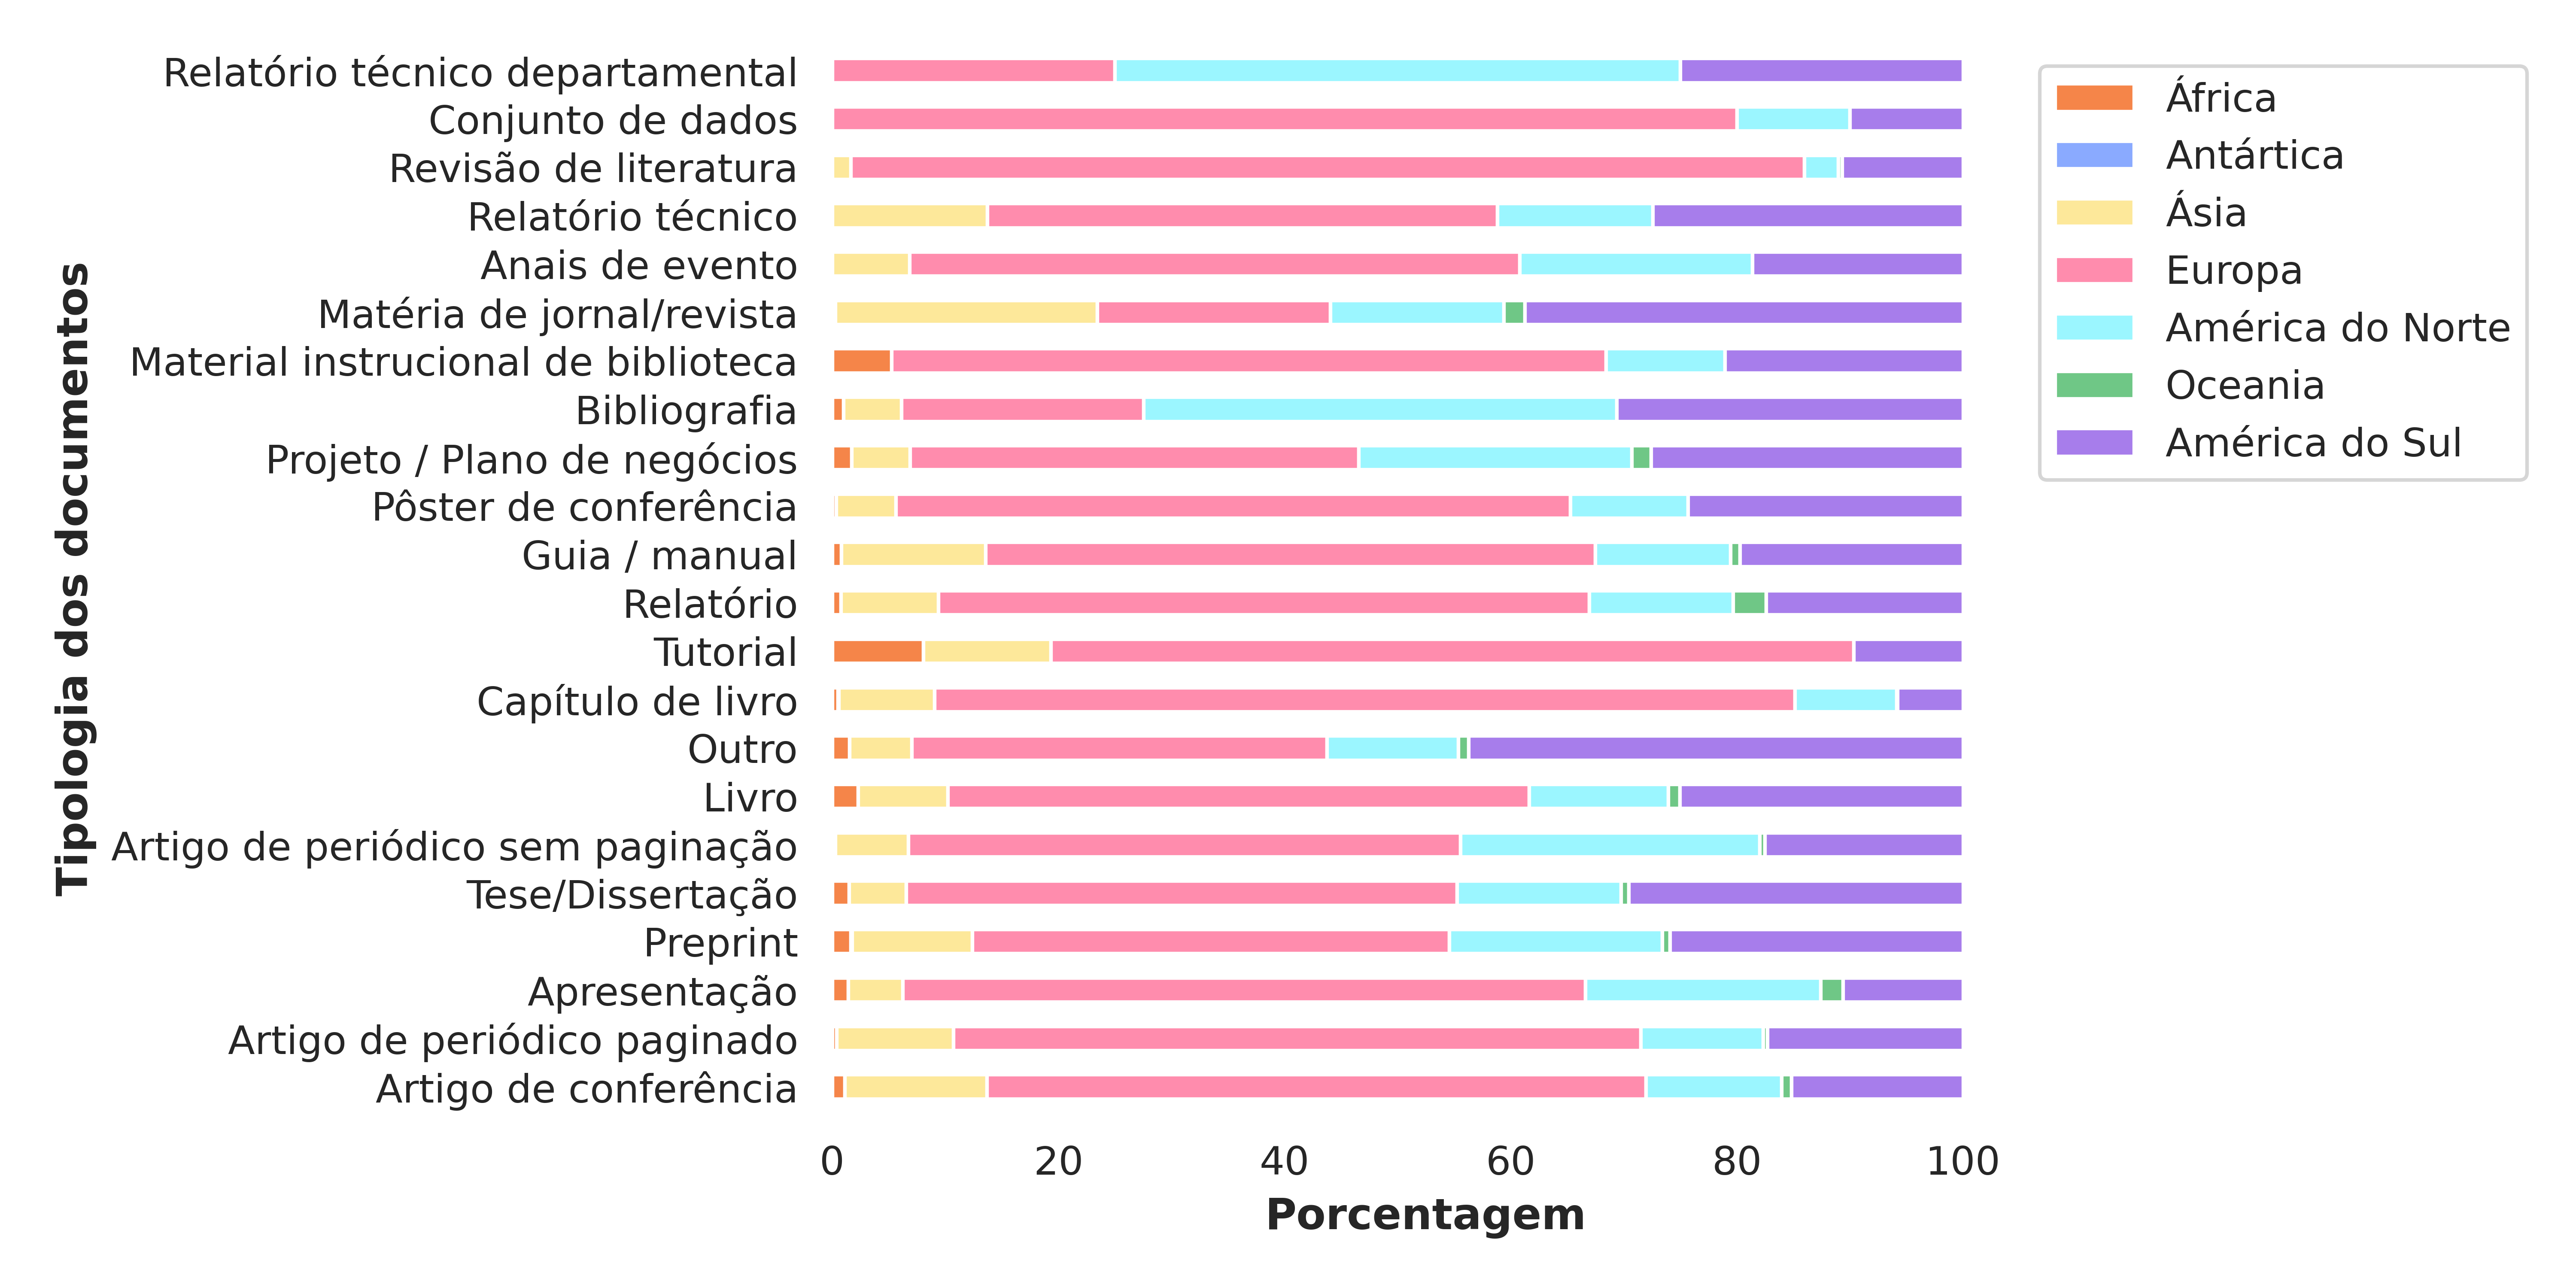 Tipologia dos documentos
Relatório técnico departamental
Conjunto de dados
Revisão de literatura
Relatório técnico
Anais de evento
Matéria de jornal/revista
Material instrucional de biblioteca
Bibliografia
Projeto / Plano de negócios
Pôster de conferência
Guia / manual
Relatório
Tutorial
Capítulo de livro
Outro
Livro
Artigo de periódico sem paginação
Tese/Dissertação
Preprint
Apresentação
Artigo de periódico paginado
Artigo de conferência
0 20 40 60 80 100
Porcentagem
África
Antártica
Ásia
Europa
América do Norte
Oceania
América do Sul